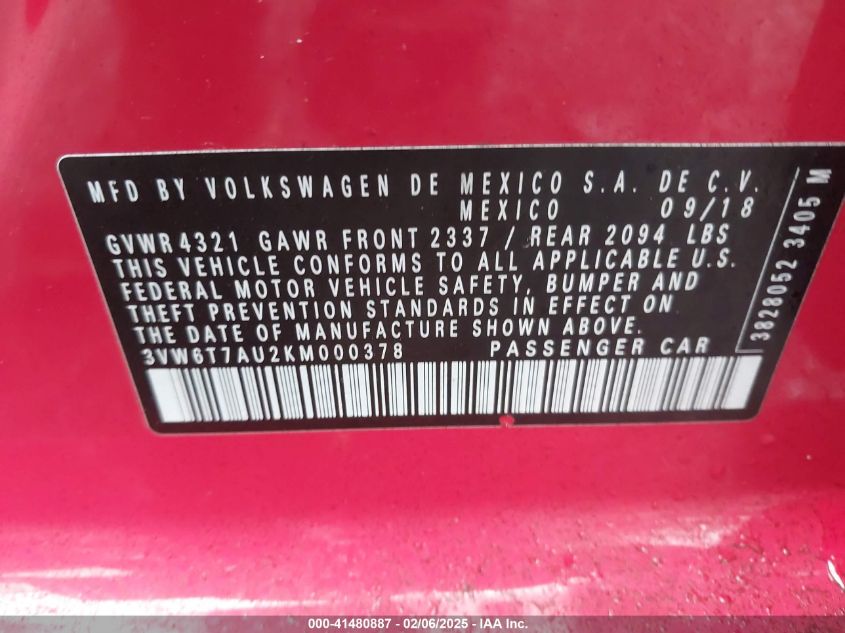 MFD BY VOLKSWAGEN DE MEXICO S.A. DE C.V.
MEXICO 09/18
GVWR 4321 GAWR FRONT 2337 / REAR 2094 LBS
THIS VEHICLE CONFORMS TO ALL APPLICABLE U.S.
FEDERAL MOTOR VEHICLE SAFETY, BUMPER AND
THEFT PREVENTION STANDARDS IN EFFECT ON
THE DATE OF MANUFACTURE SHOWN ABOVE.
3VW6T7AU2KM000378 PASSENGER CAR
3828052 3405 M
000-41480887 - 02/06/2025 - IAA Inc.